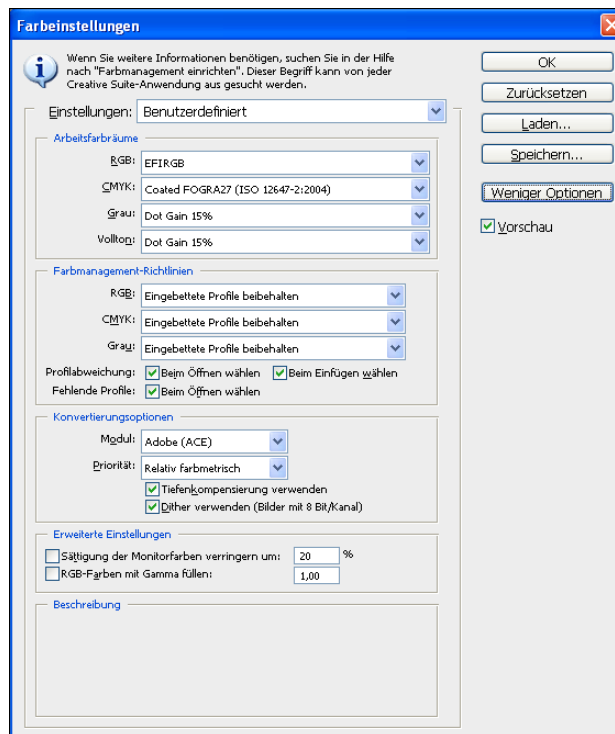 Farbeinstellungen
Wenn Sie weitere Informationen benötigen, suchen Sie in der Hilfe
nach "Farbmanagement einrichten". Dieser Begriff kann von jeder
Creative Suite-Anwendung aus gesucht werden.
Einstellungen: Benutzerdefiniert
Arbeitsfarbräume
RGB: EFIRGB
CMYK: Coated FOGRA27 (ISO 12647-2:2004)
Grau: Dot Gain 15%
Vollton: Dot Gain 15%
Farbmanagement-Richtlinien
RGB: Eingebettete Profile beibehalten
CMYK: Eingebettete Profile beibehalten
Grau: Eingebettete Profile beibehalten
Profilabweichung: Beim Öffnen wählen Beim Einfügen wählen
Fehlende Profile: Beim Öffnen wählen
Konvertierungsoptionen
Modul: Adobe (ACE)
Priorität: Relativ farbmetrisch
Tiefenkompensierung verwenden
Dither verwenden (Bilder mit 8 Bit/Kanal)
Erweiterte Einstellungen
Sättigung der Monitorfarben verringern um: 20 %
RGB-Farben mit Gamma füllen: 1,00
Beschreibung
OK
Zurücksetzen
Laden...
Speichern...
Weniger Optionen
Vorschau